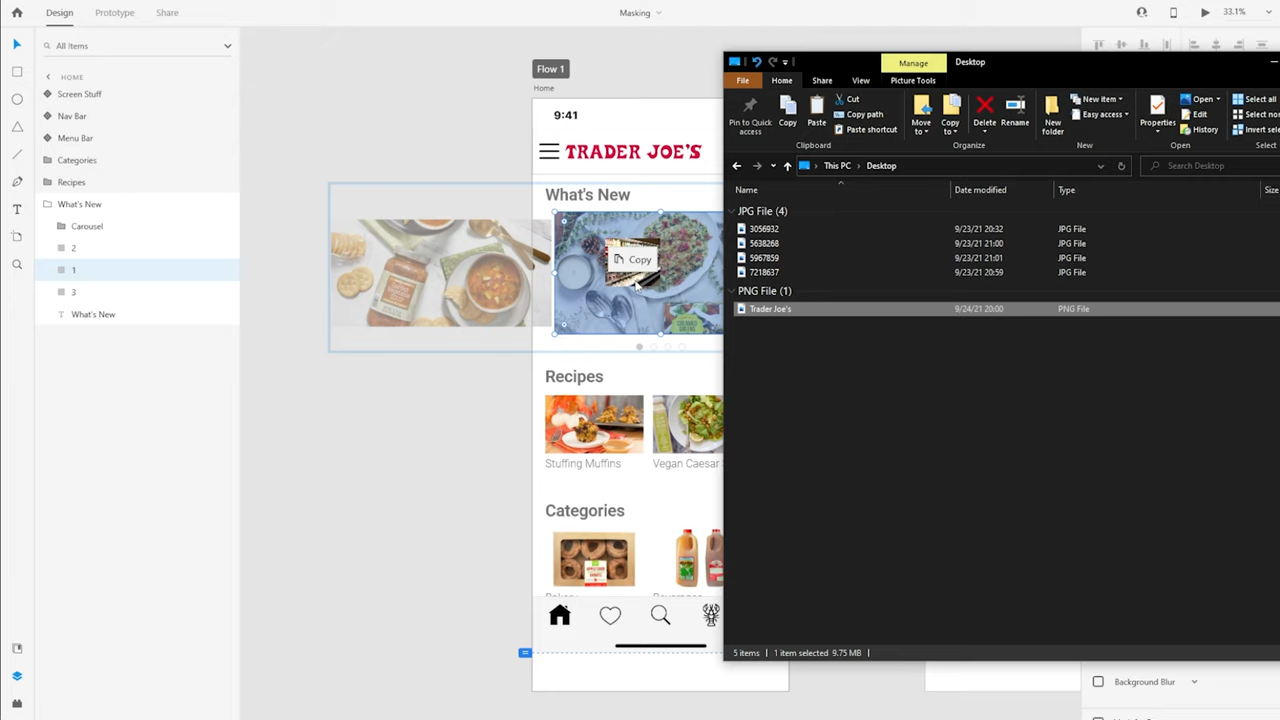 Design Prototype Share
Masking
33.1%
All Items
HOME
Screen Stuff
Nav Bar
Menu Bar
Categories
Recipes
What's New
Carousel
2
1
3
T What's New
Flow 1
Home
9:41
TRADER JOE'S
What's New
Copy
Recipes
Stuffing Muffins
Vegan Caesar
Categories
Manage
Desktop
File Home Share View Picture Tools
Pin to Quick access
Copy
Paste
Cut
Copy path
Paste shortcut
Clipboard
Move to
Copy to
Delete
Rename
Organize
New folder
New item
Easy access
New
Properties
Open
Edit
History
Open
Select all
Select no
Invert sele
Select
This PC > Desktop
Search Desktop
Name Date modified Type Size
JPG File (4)
3056932 9/23/21 20:32 JPG File
5638268 9/23/21 21:00 JPG File
5967859 9/23/21 21:01 JPG File
7218637 9/23/21 20:59 JPG File
PNG File (1)
Trader Joe's 9/24/21 20:00 PNG File
5 items 1 item selected 9.75 MB
Background Blur